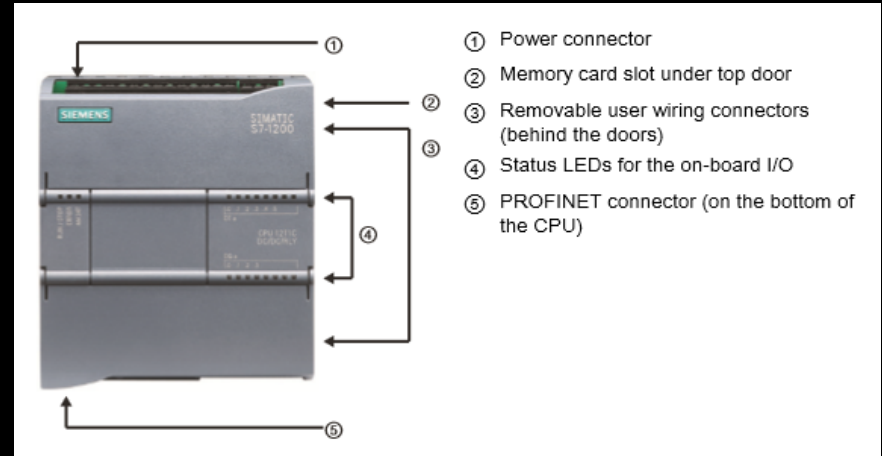 ① Power connector
② Memory card slot under top door
③ Removable user wiring connectors
(behind the doors)
④ Status LEDs for the on-board I/O
⑤ PROFINET connector (on the bottom of
the CPU)
①
②
③
④
⑤
SIEMENS
SIMATIC
S7-1200
CPU 1211C
DC/DC/RLY